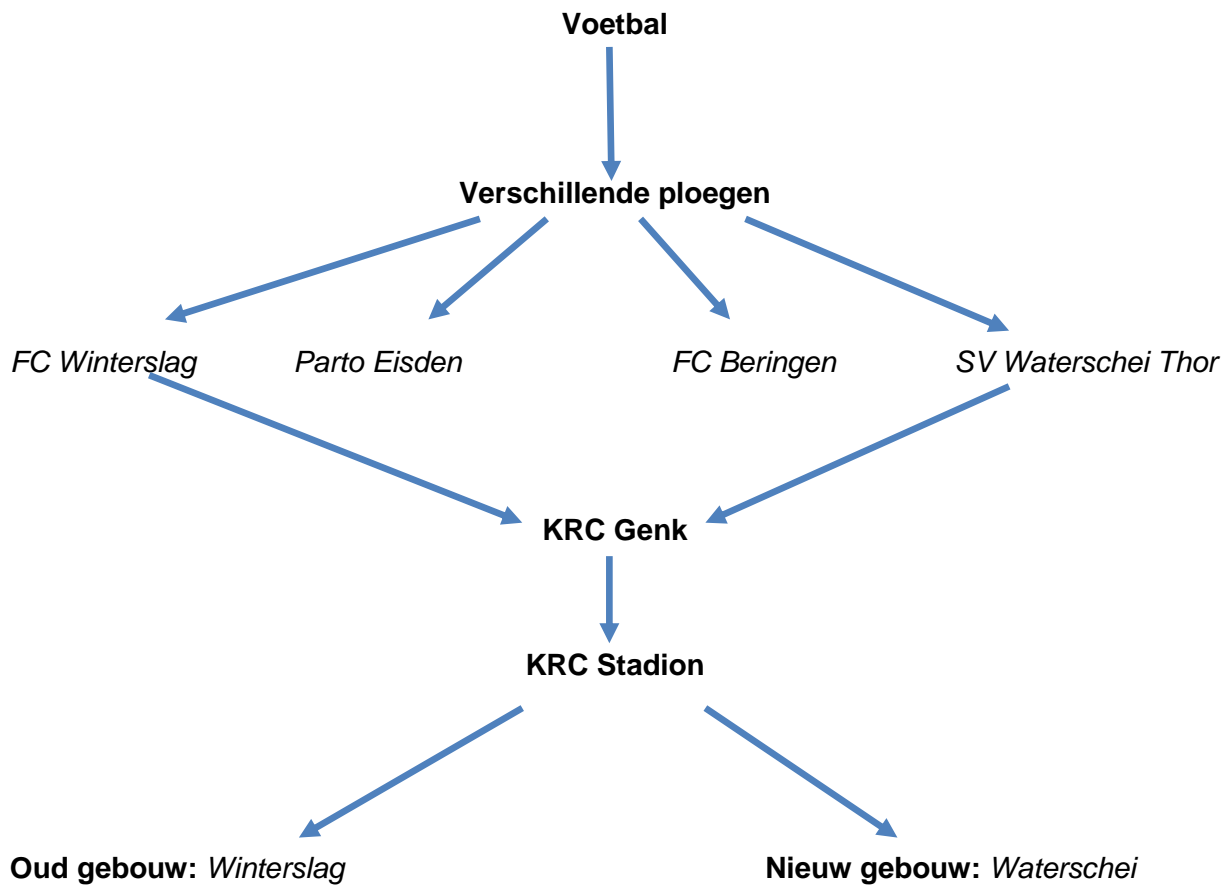 Voetbal
Verschillende ploegen
FC Winterslag
Parto Eisden
FC Beringen
SV Waterschei Thor
KRC Genk
KRC Stadion
Oud gebouw: Winterslag
Nieuw gebouw: Waterschei